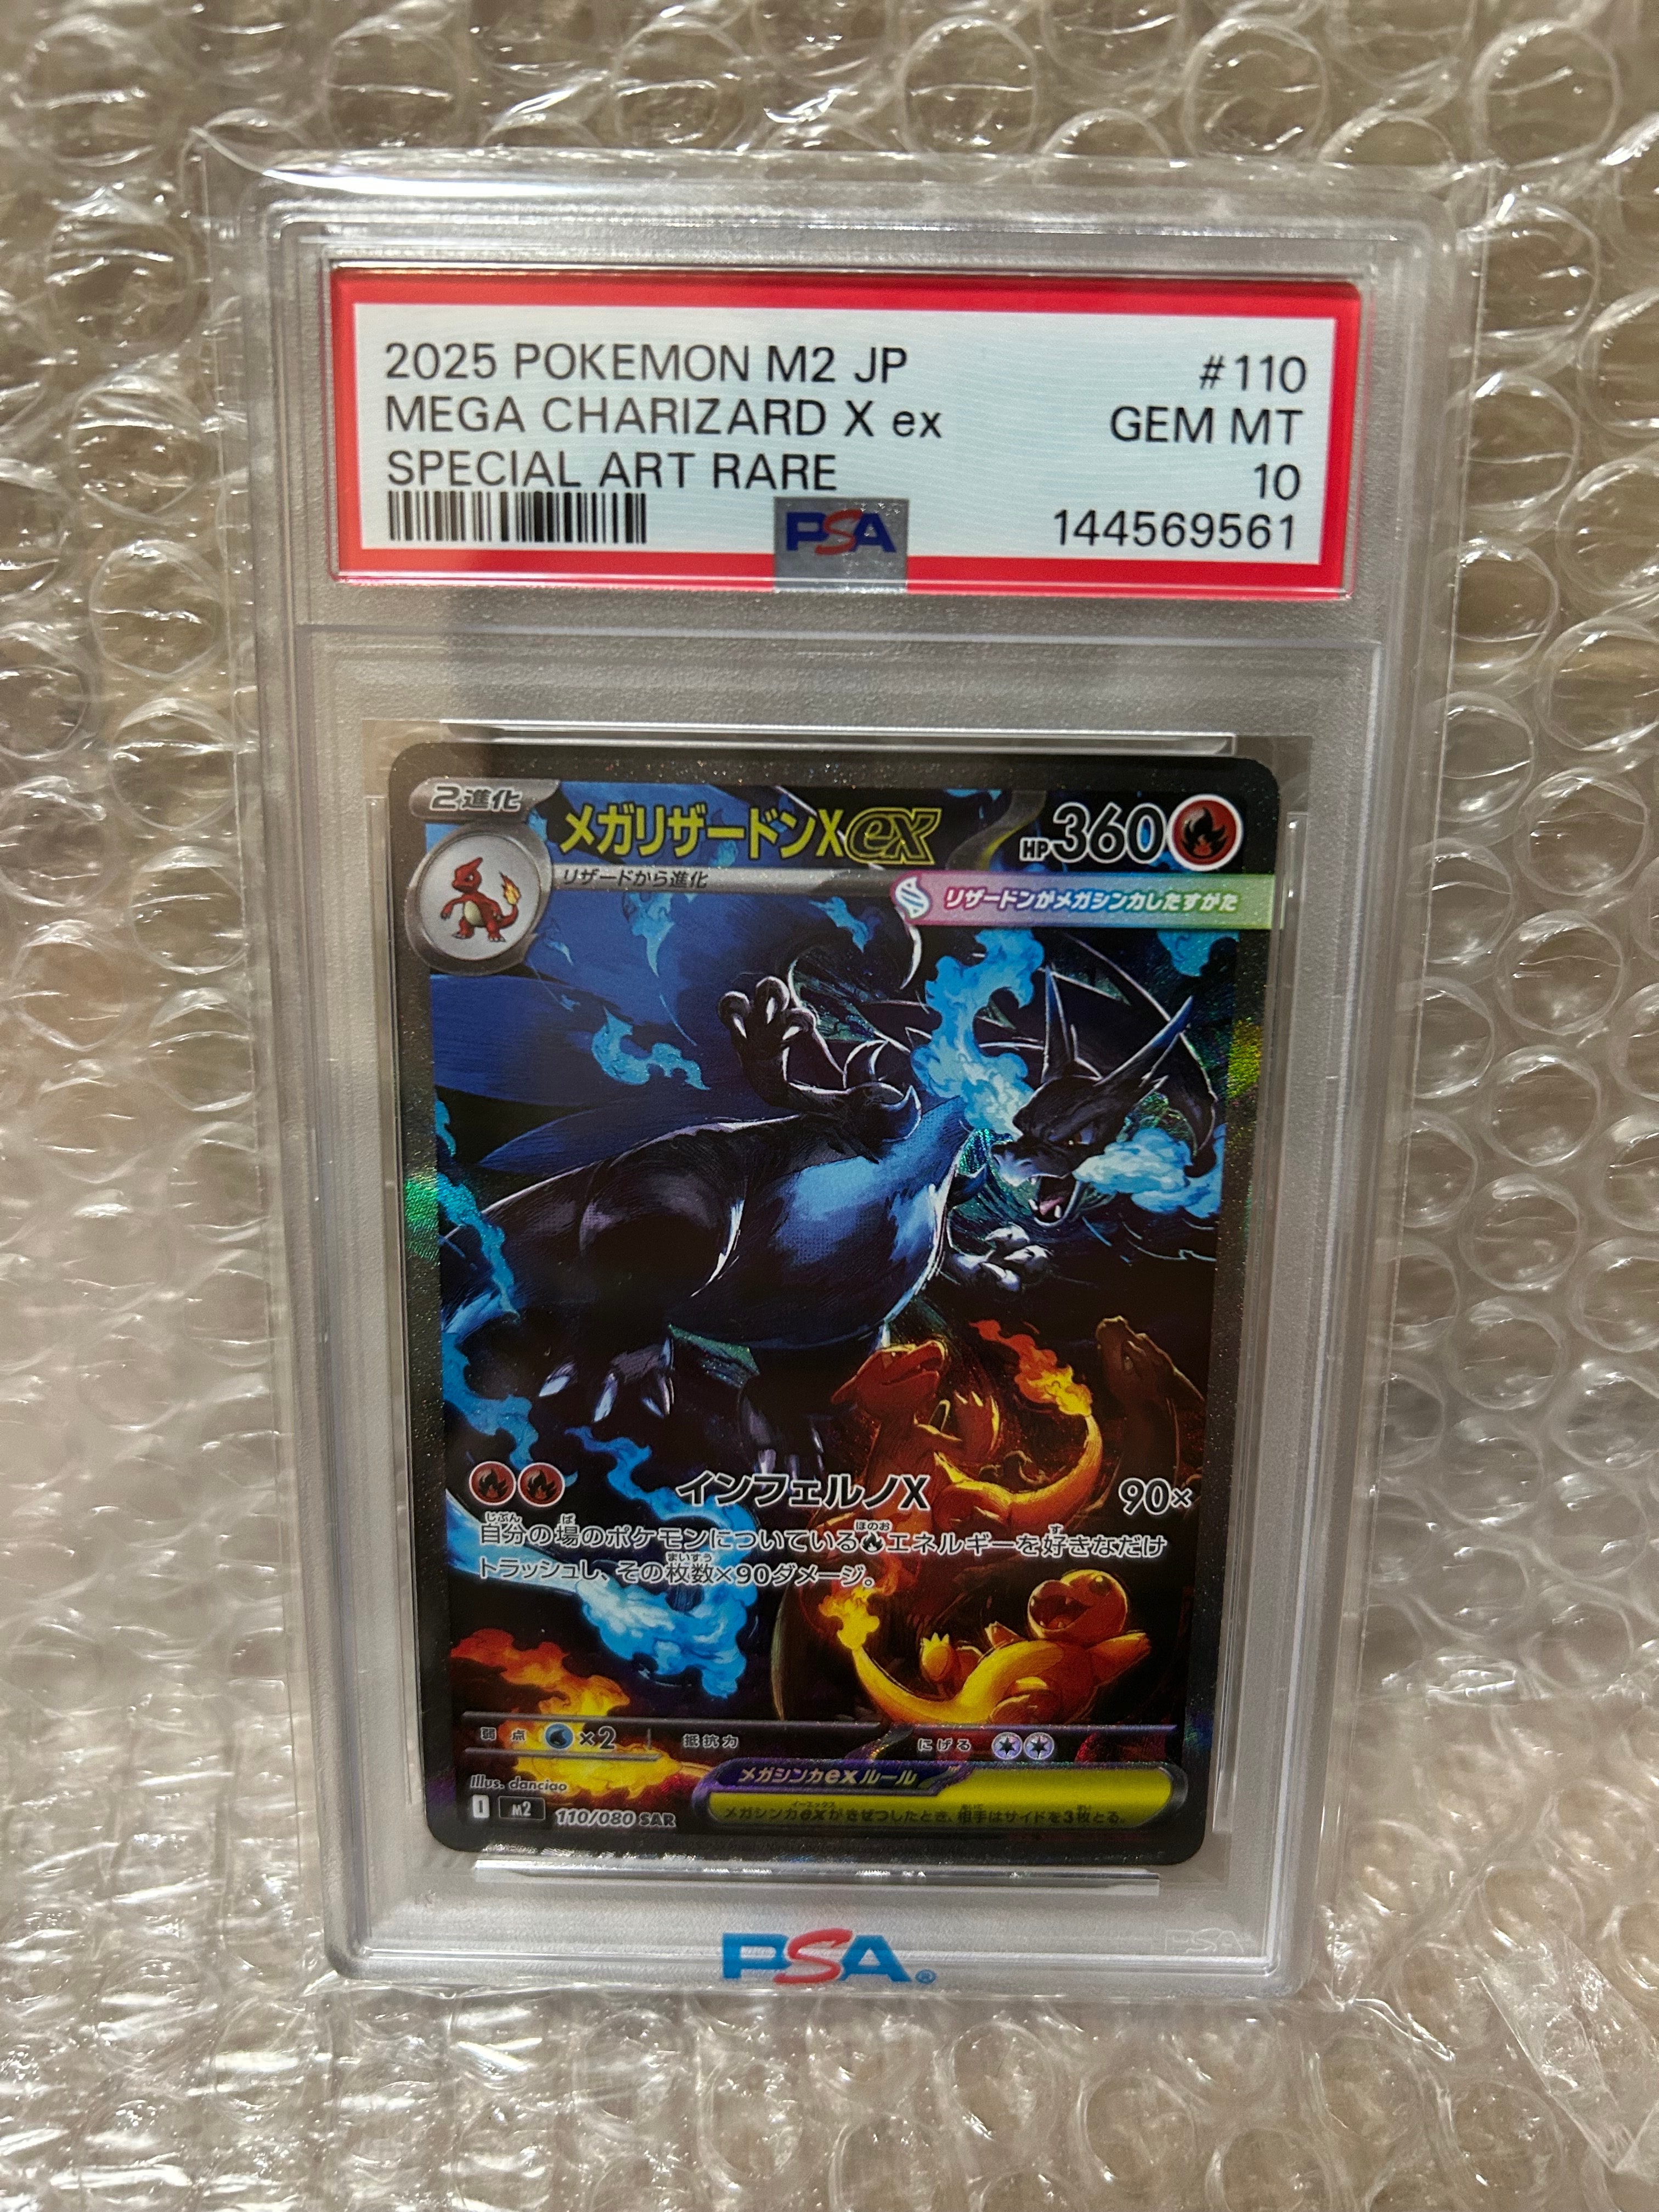 2025 POKEMON M2 JP #110
MEGA CHARIZARD X ex GEM MT
SPECIAL ART RARE 10
PSA 144569561
2進化
メガリザードンXex HP360
リザードから進化
リザードンがメガシンカしたすがた
インフェルノX 90×
自分の場のポケモンについているエネルギーを好きなだけ
トラッシュし、その枚数×90ダメージ。
弱点 ×2 抵抗力 にげる
メガシンカexルール
メガシンカexがきぜつしたとき、相手はサイドを3枚とる。
Illus. danciao
I M2 110/080 SAR
PSA®